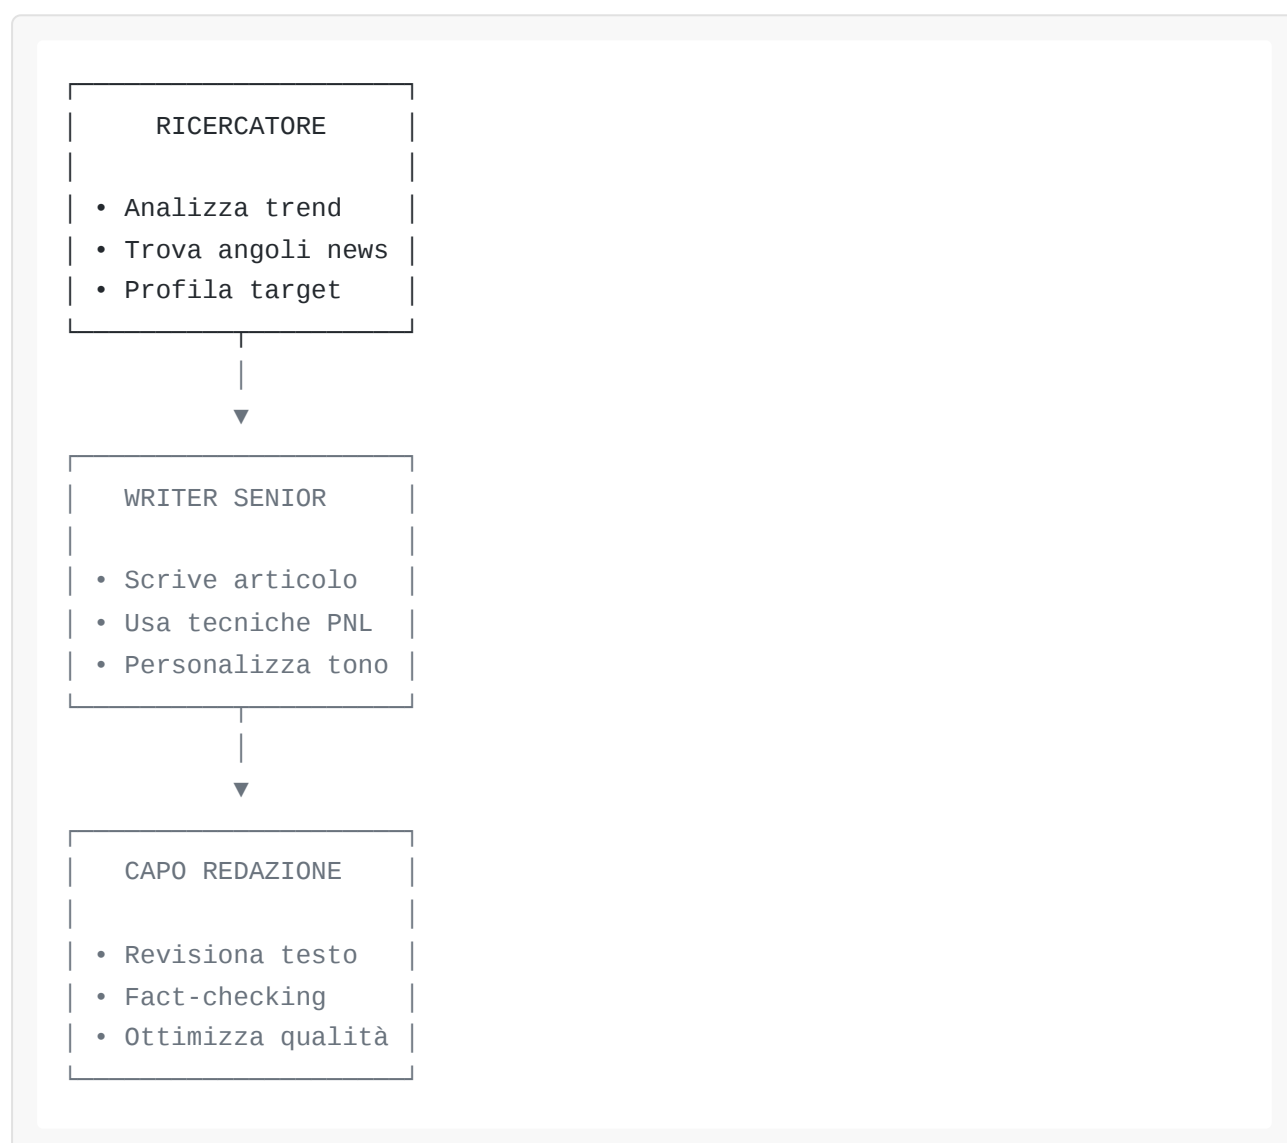 RICERCATORE
• Analizza trend
• Trova angoli news
• Profila target
WRITER SENIOR
• Scrive articolo
• Usa tecniche PNL
• Personalizza tono
CAPO REDAZIONE
• Revisiona testo
• Fact-checking
• Ottimizza qualità